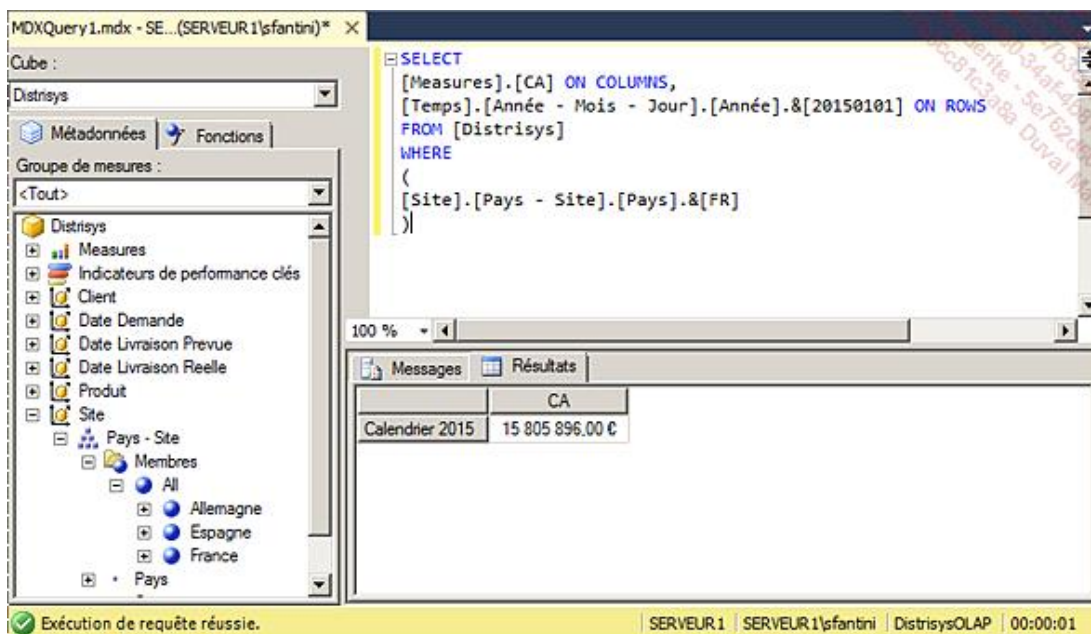 MDXQuery1.mdx - SE...(SERVEUR1\sfantini)*
Cube :
Distrisys
Métadonnées
Fonctions
Groupe de mesures :
<Tout>
Distrisys
Measures
Indicateurs de performance clés
Client
Date Demande
Date Livraison Prevue
Date Livraison Reelle
Produit
Site
Pays - Site
Membres
All
Allemagne
Espagne
France
Pays
SELECT
[Measures].[CA] ON COLUMNS,
[Temps].[Année - Mois - Jour].[Année].&[20150101] ON ROWS
FROM [Distrisys]
WHERE
(
[Site].[Pays - Site].[Pays].&[FR]
)
100 %
Messages
Résultats
CA
Calendrier 2015 15 805 896,00 €
Exécution de requête réussie.
SERVEUR1 SERVEUR1\sfantini DistrisysOLAP 00:00:01